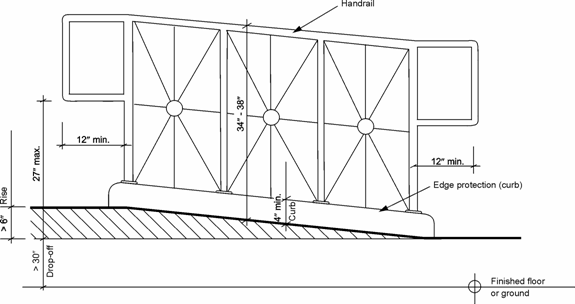 Handrail
34" - 38"
12" min.
27" max.
12" min.
Edge protection (curb)
4" min.
Curb
Rise
> 6"
> 30"
Drop-off
Finished floor
or ground